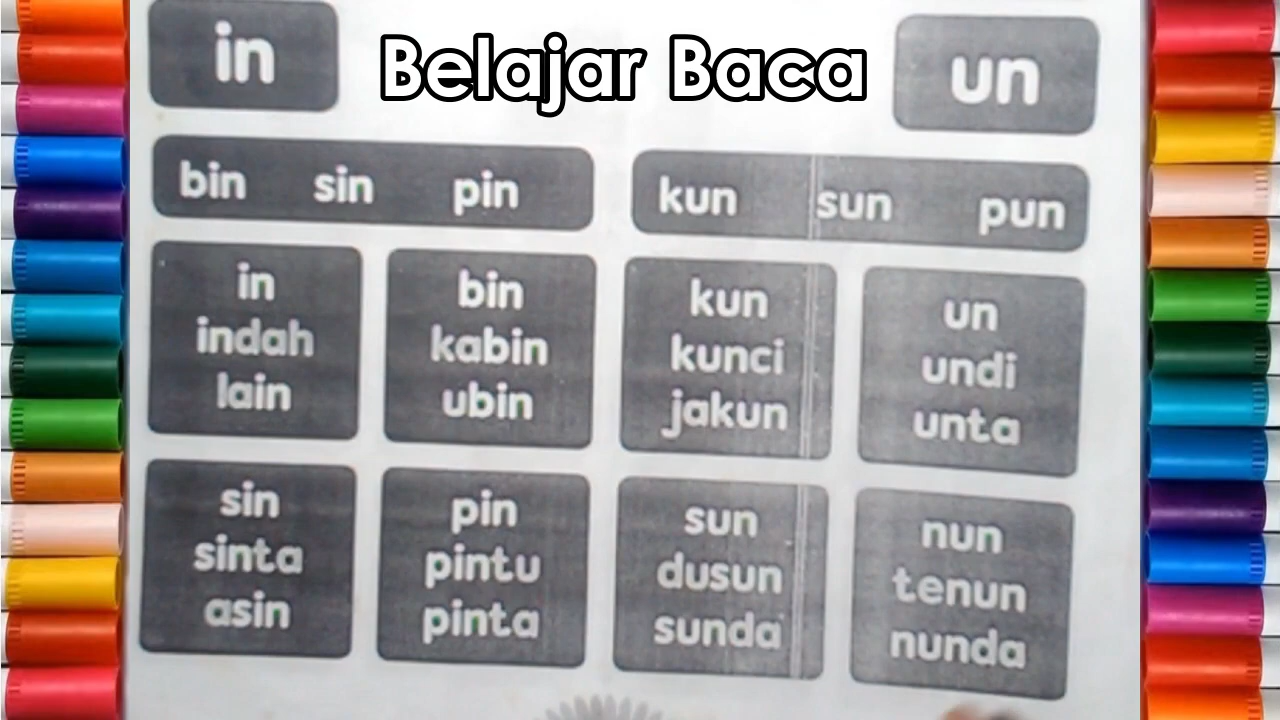 Belajar Baca
in
un
bin sin pin
kun sun pun
in
indah
lain
bin
kabin
ubin
kun
kunci
jakun
un
undi
unta
sin
sinta
asin
pin
pintu
pinta
sun
dusun
sunda
nun
tenun
nunda